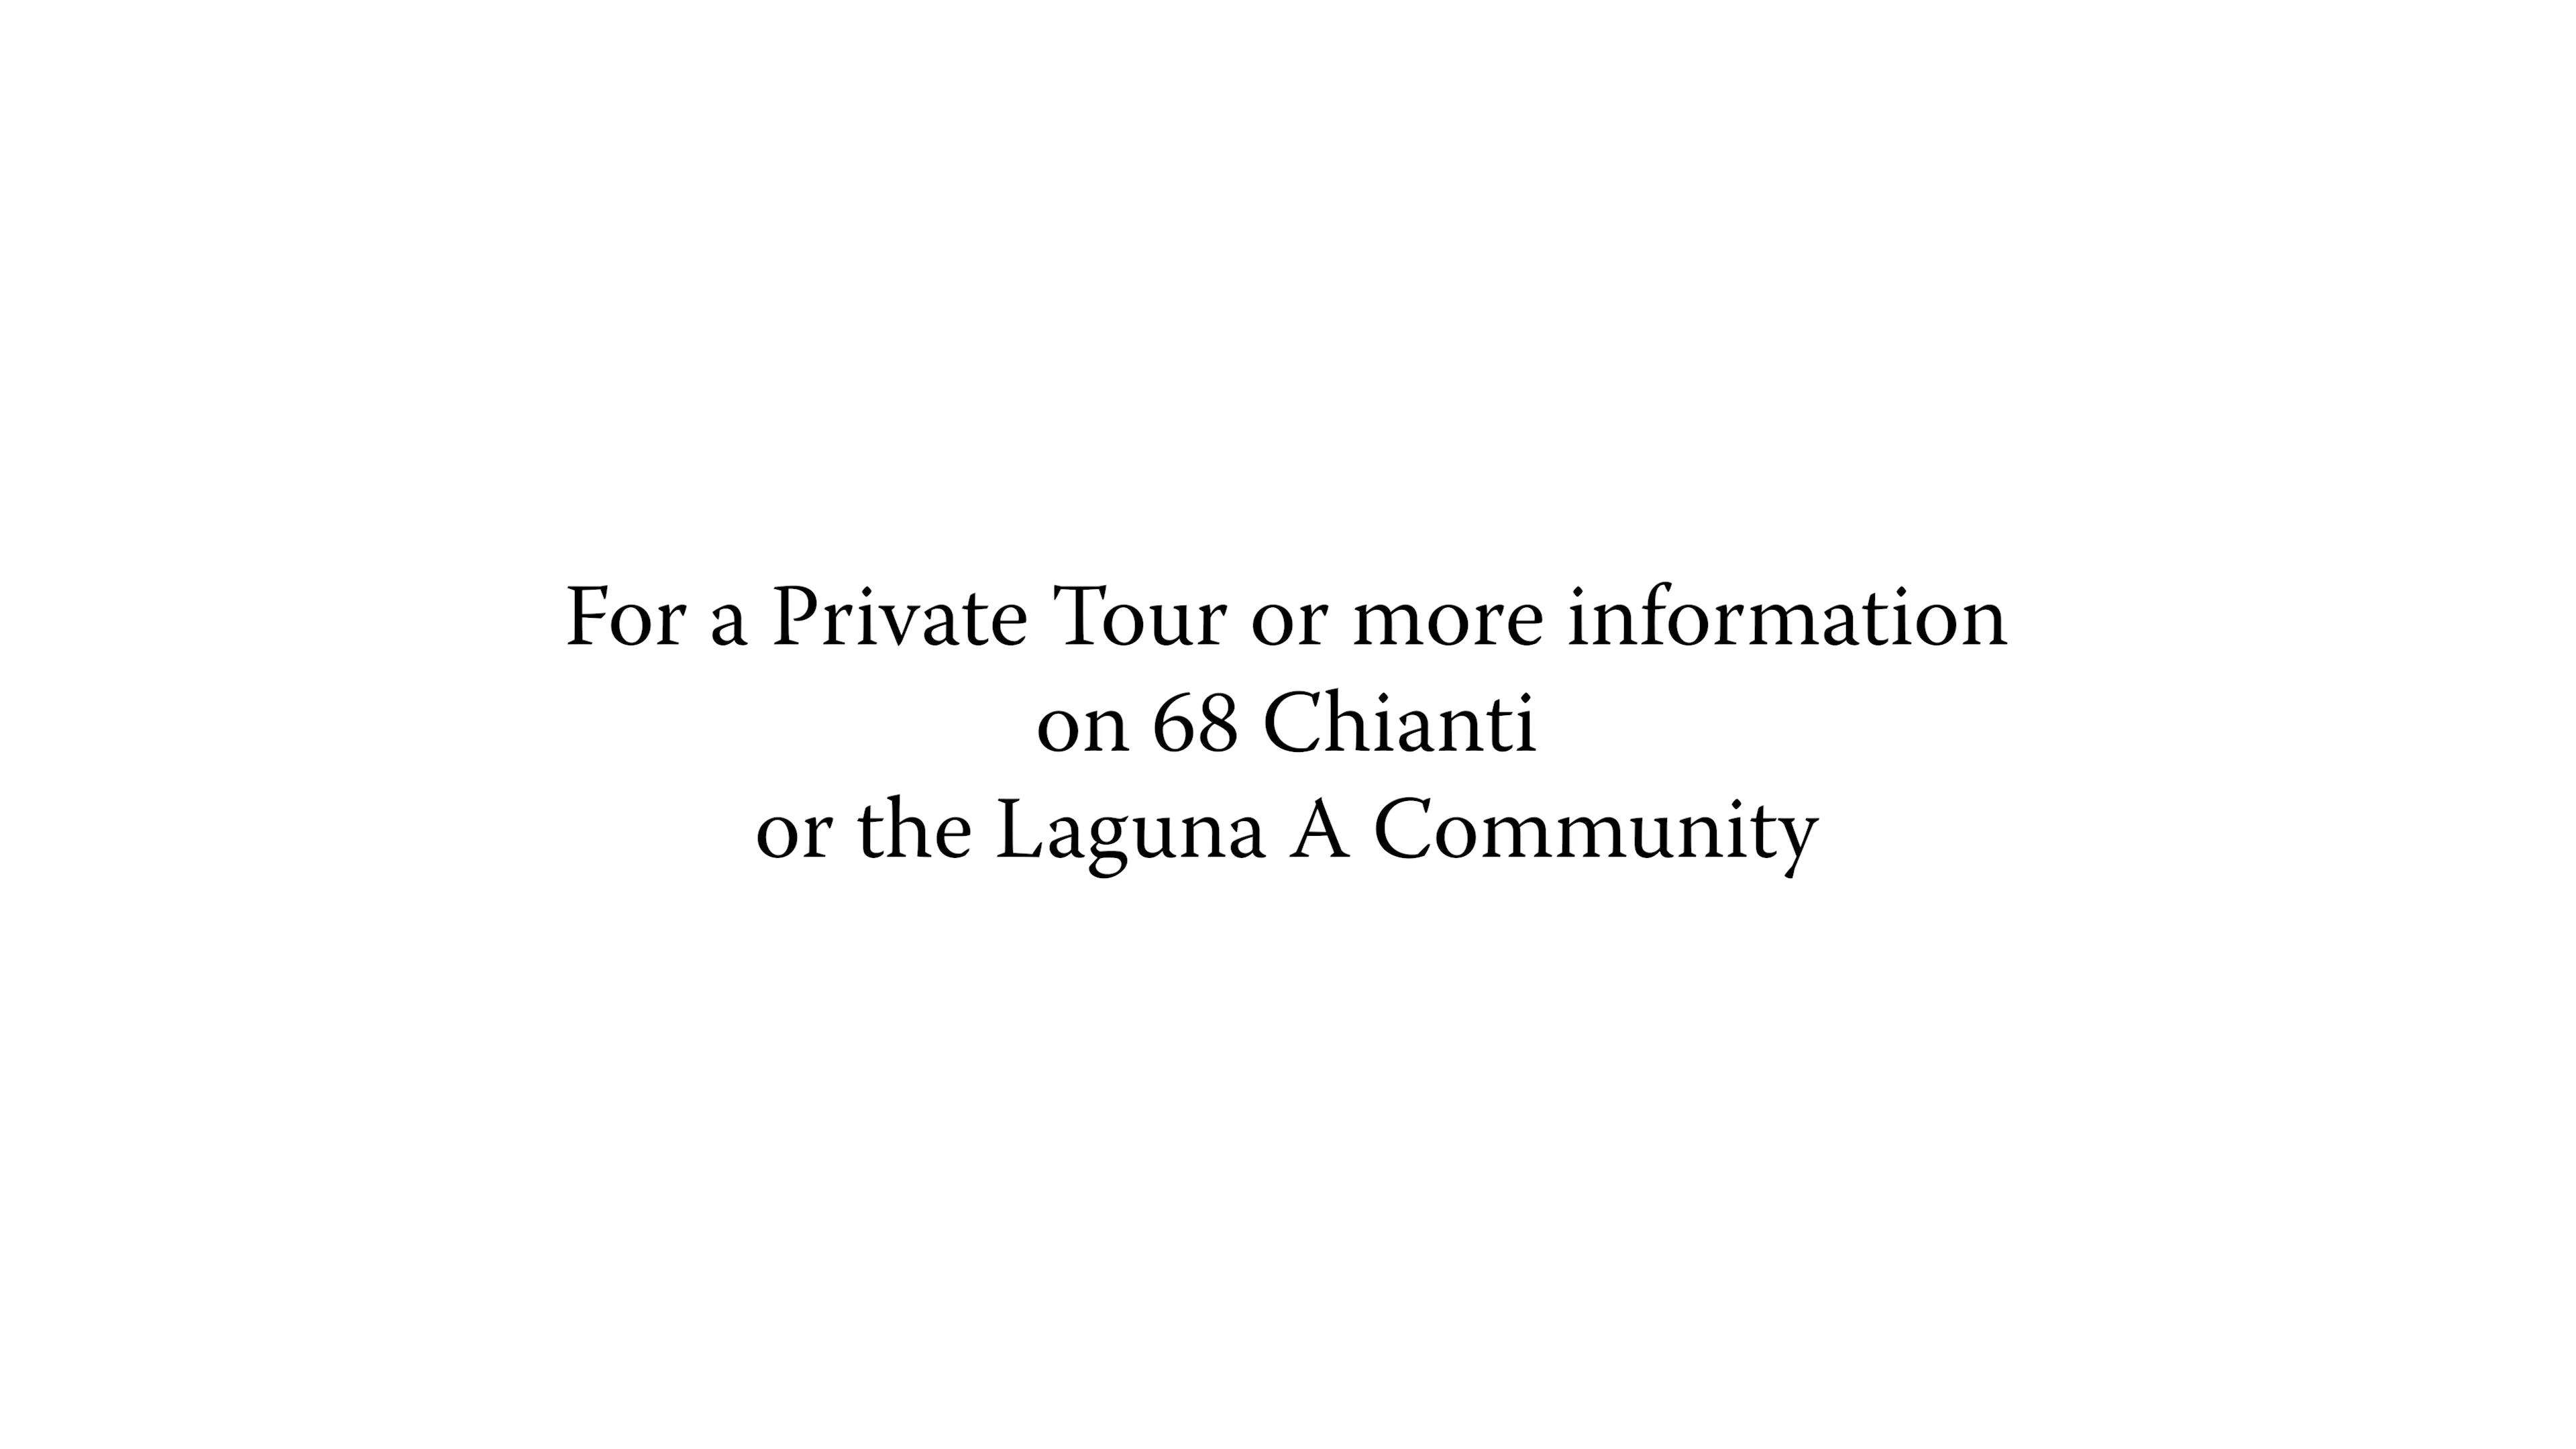 For a Private Tour or more information
on 68 Chianti
or the Laguna A Community